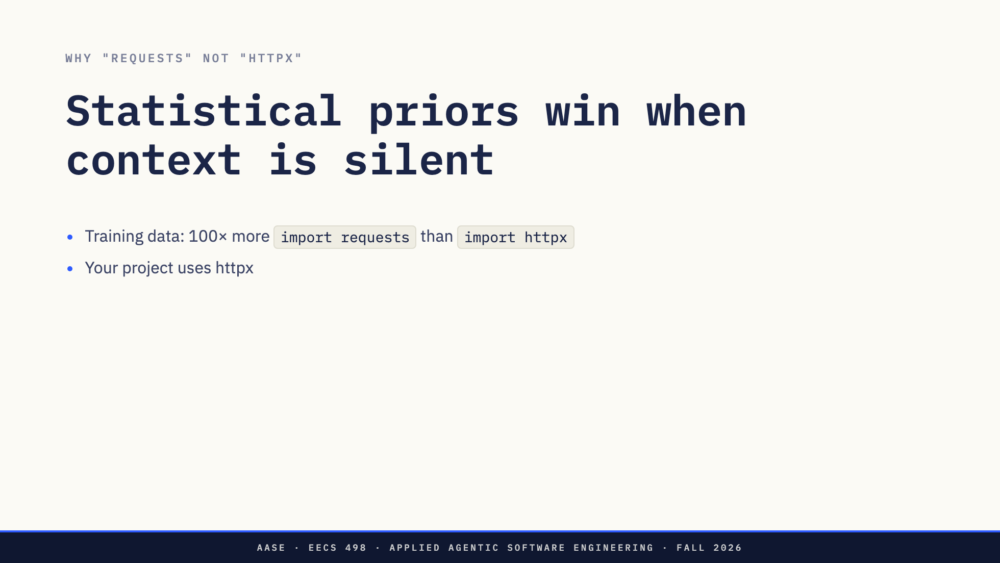 WHY "REQUESTS" NOT "HTTPX"
Statistical priors win when
context is silent
• Training data: 100× more import requests than import httpx
• Your project uses httpx
AASE · EECS 498 · APPLIED AGENTIC SOFTWARE ENGINEERING · FALL 2026